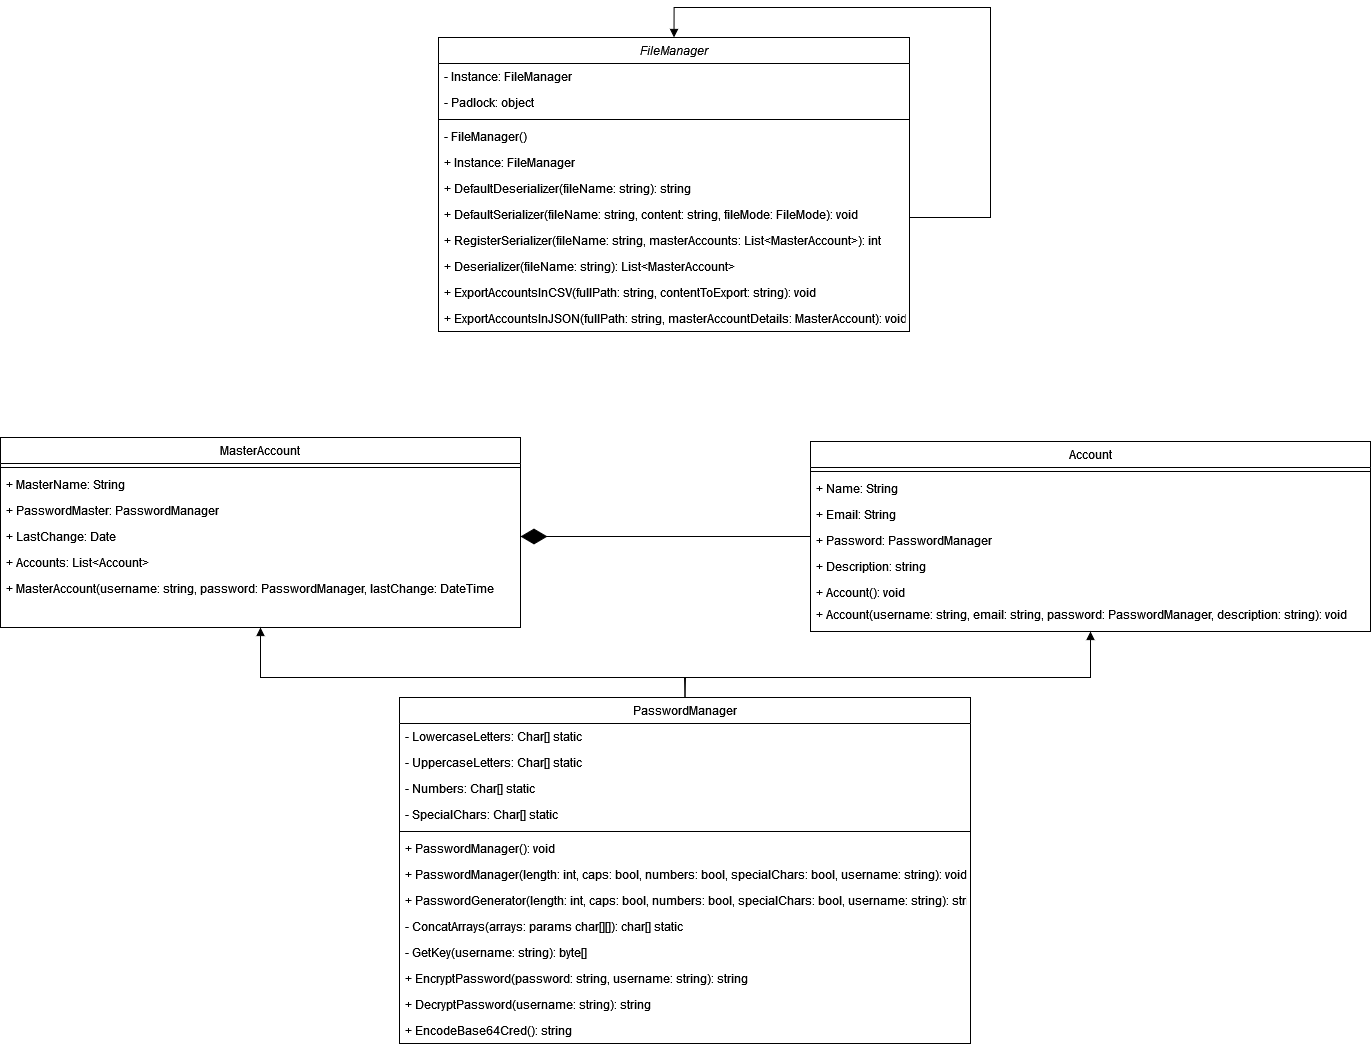 FileManager
- Instance: FileManager
- Padlock: object
- FileManager()
+ Instance: FileManager
+ DefaultDeserializer(fileName: string): string
+ DefaultSerializer(fileName: string, content: string, fileMode: FileMode): void
+ RegisterSerializer(fileName: string, masterAccounts: List<MasterAccount>): int
+ Deserializer(fileName: string): List<MasterAccount>
+ ExportAccountsInCSV(fullPath: string, contentToExport: string): void
+ ExportAccountsInJSON(fullPath: string, masterAccountDetails: MasterAccount): void
MasterAccount
+ MasterName: String
+ PasswordMaster: PasswordManager
+ LastChange: Date
+ Accounts: List<Account>
+ MasterAccount(username: string, password: PasswordManager, lastChange: DateTime
Account
+ Name: String
+ Email: String
+ Password: PasswordManager
+ Description: string
+ Account(): void
+ Account(username: string, email: string, password: PasswordManager, description: string): void
PasswordManager
- LowercaseLetters: Char[] static
- UppercaseLetters: Char[] static
- Numbers: Char[] static
- SpecialChars: Char[] static
+ PasswordManager(): void
+ PasswordManager(length: int, caps: bool, numbers: bool, specialChars: bool, username: string): void
+ PasswordGenerator(length: int, caps: bool, numbers: bool, specialChars: bool, username: string): str
- ConcatArrays(arrays: params char[][]): char[] static
- GetKey(username: string): byte[]
+ EncryptPassword(password: string, username: string): string
+ DecryptPassword(username: string): string
+ EncodeBase64Cred(): string